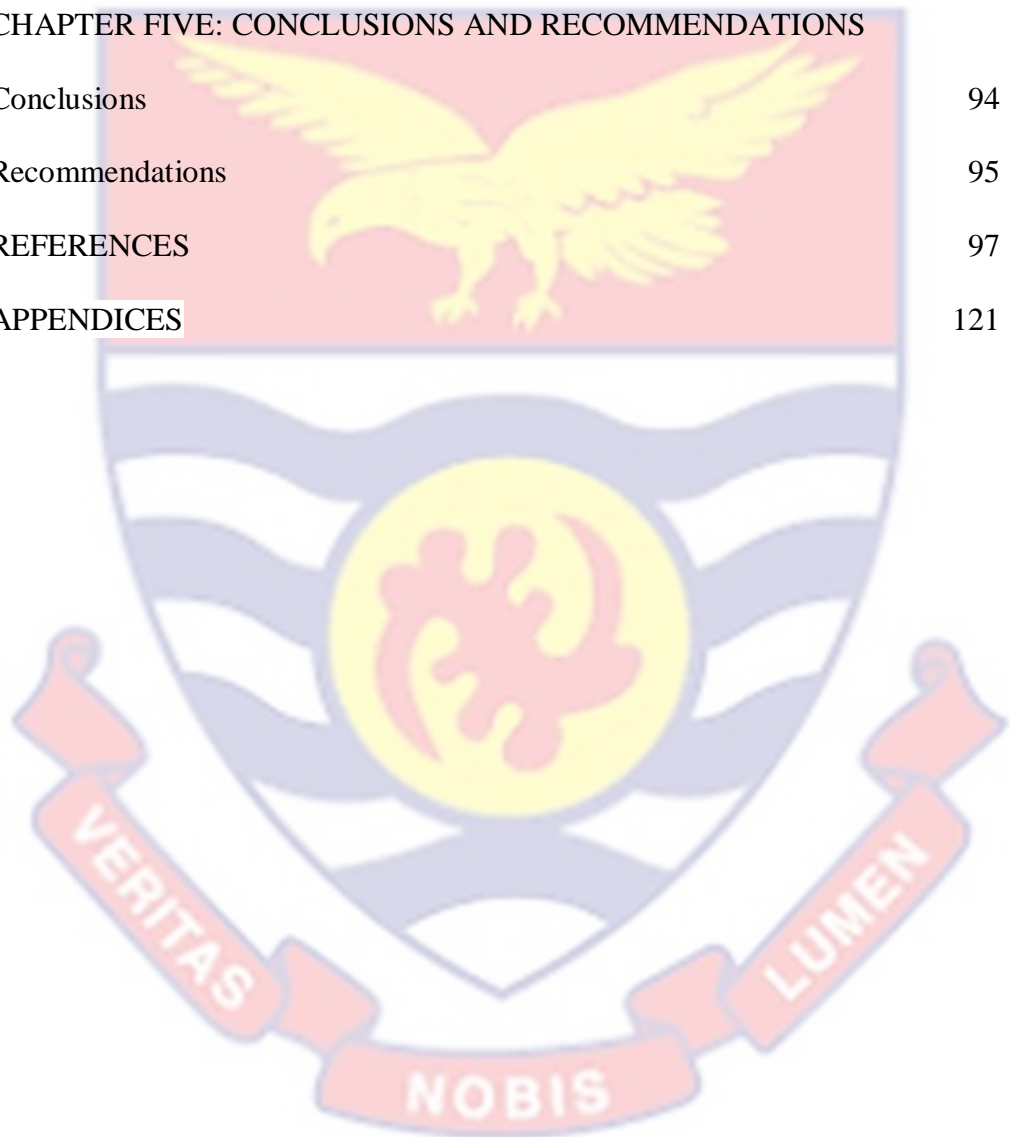 CHAPTER FIVE: CONCLUSIONS AND RECOMMENDATIONS
Conclusions 94
Recommendations 95
REFERENCES 97
APPENDICES 121
VERITAS
NOBIS
LUMEN